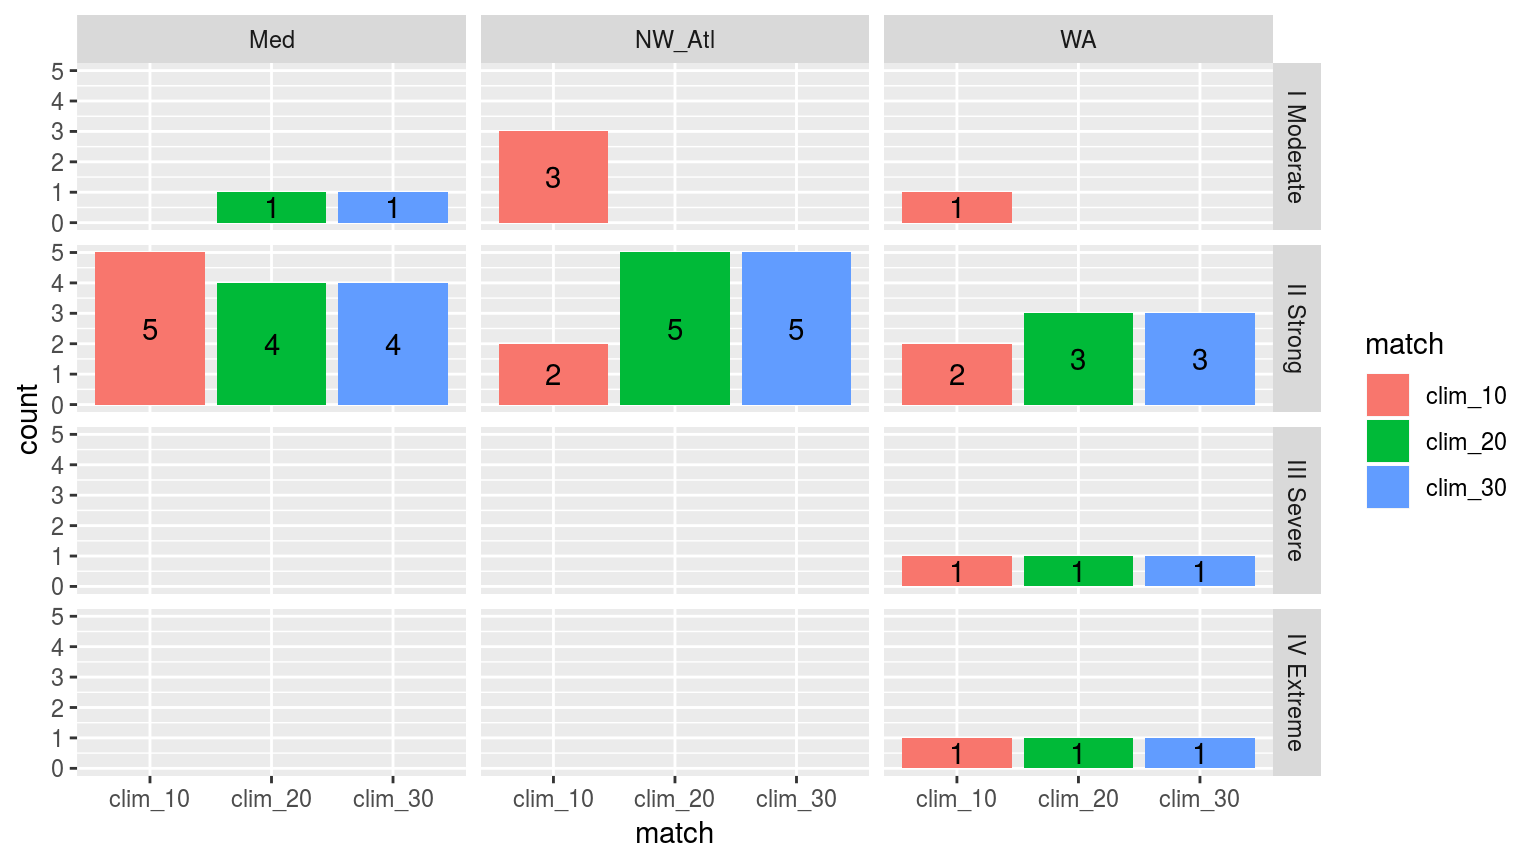 Med NW_Atl WA
5
4
3
2
1
0
3
1 1 1
I Moderate
5
4
3
2
1
0
5 4 4 2 5 5 2 3 3
II Strong
5
4
3
2
1
0
1 1 1
III Severe
5
4
3
2
1
0
1 1 1
IV Extreme
count
clim_10 clim_20 clim_30 clim_10 clim_20 clim_30 clim_10 clim_20 clim_30
match
match
clim_10
clim_20
clim_30